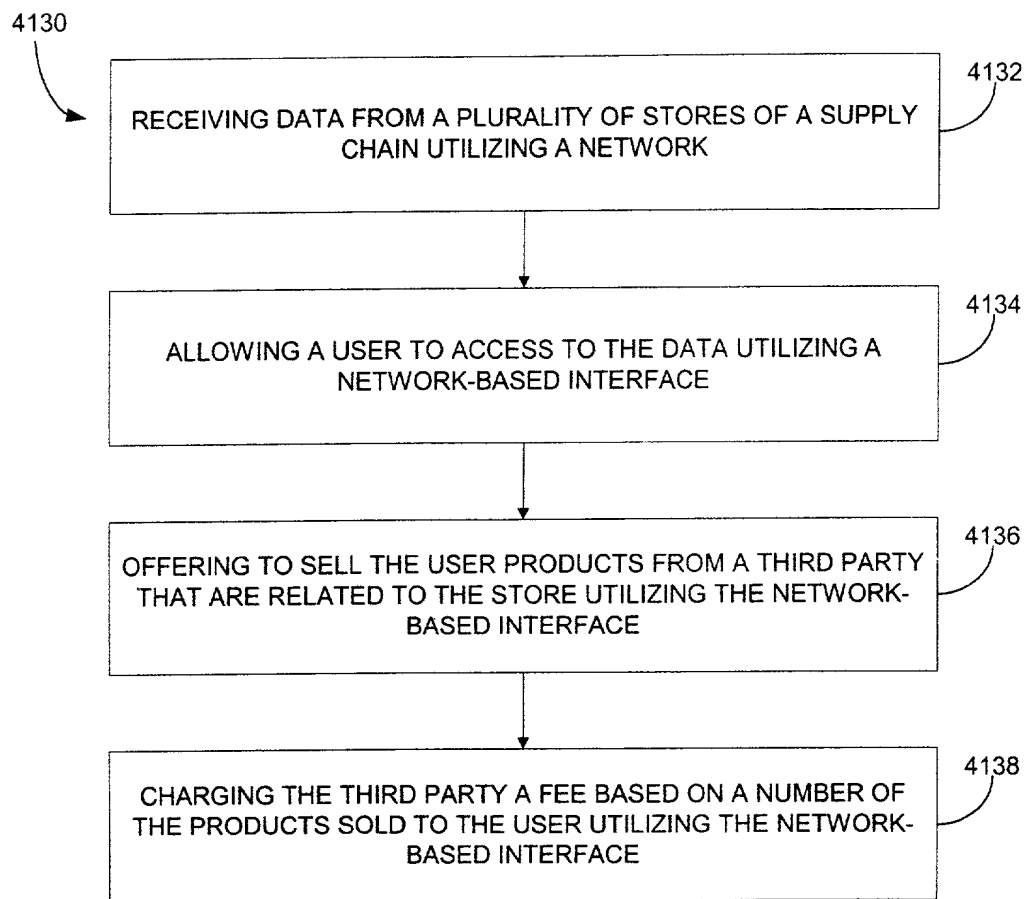 4130
4132
RECEIVING DATA FROM A PLURALITY OF STORES OF A SUPPLY
CHAIN UTILIZING A NETWORK
4134
ALLOWING A USER TO ACCESS TO THE DATA UTILIZING A
NETWORK-BASED INTERFACE
4136
OFFERING TO SELL THE USER PRODUCTS FROM A THIRD PARTY
THAT ARE RELATED TO THE STORE UTILIZING THE NETWORK-
BASED INTERFACE
4138
CHARGING THE THIRD PARTY A FEE BASED ON A NUMBER OF
THE PRODUCTS SOLD TO THE USER UTILIZING THE NETWORK-
BASED INTERFACE